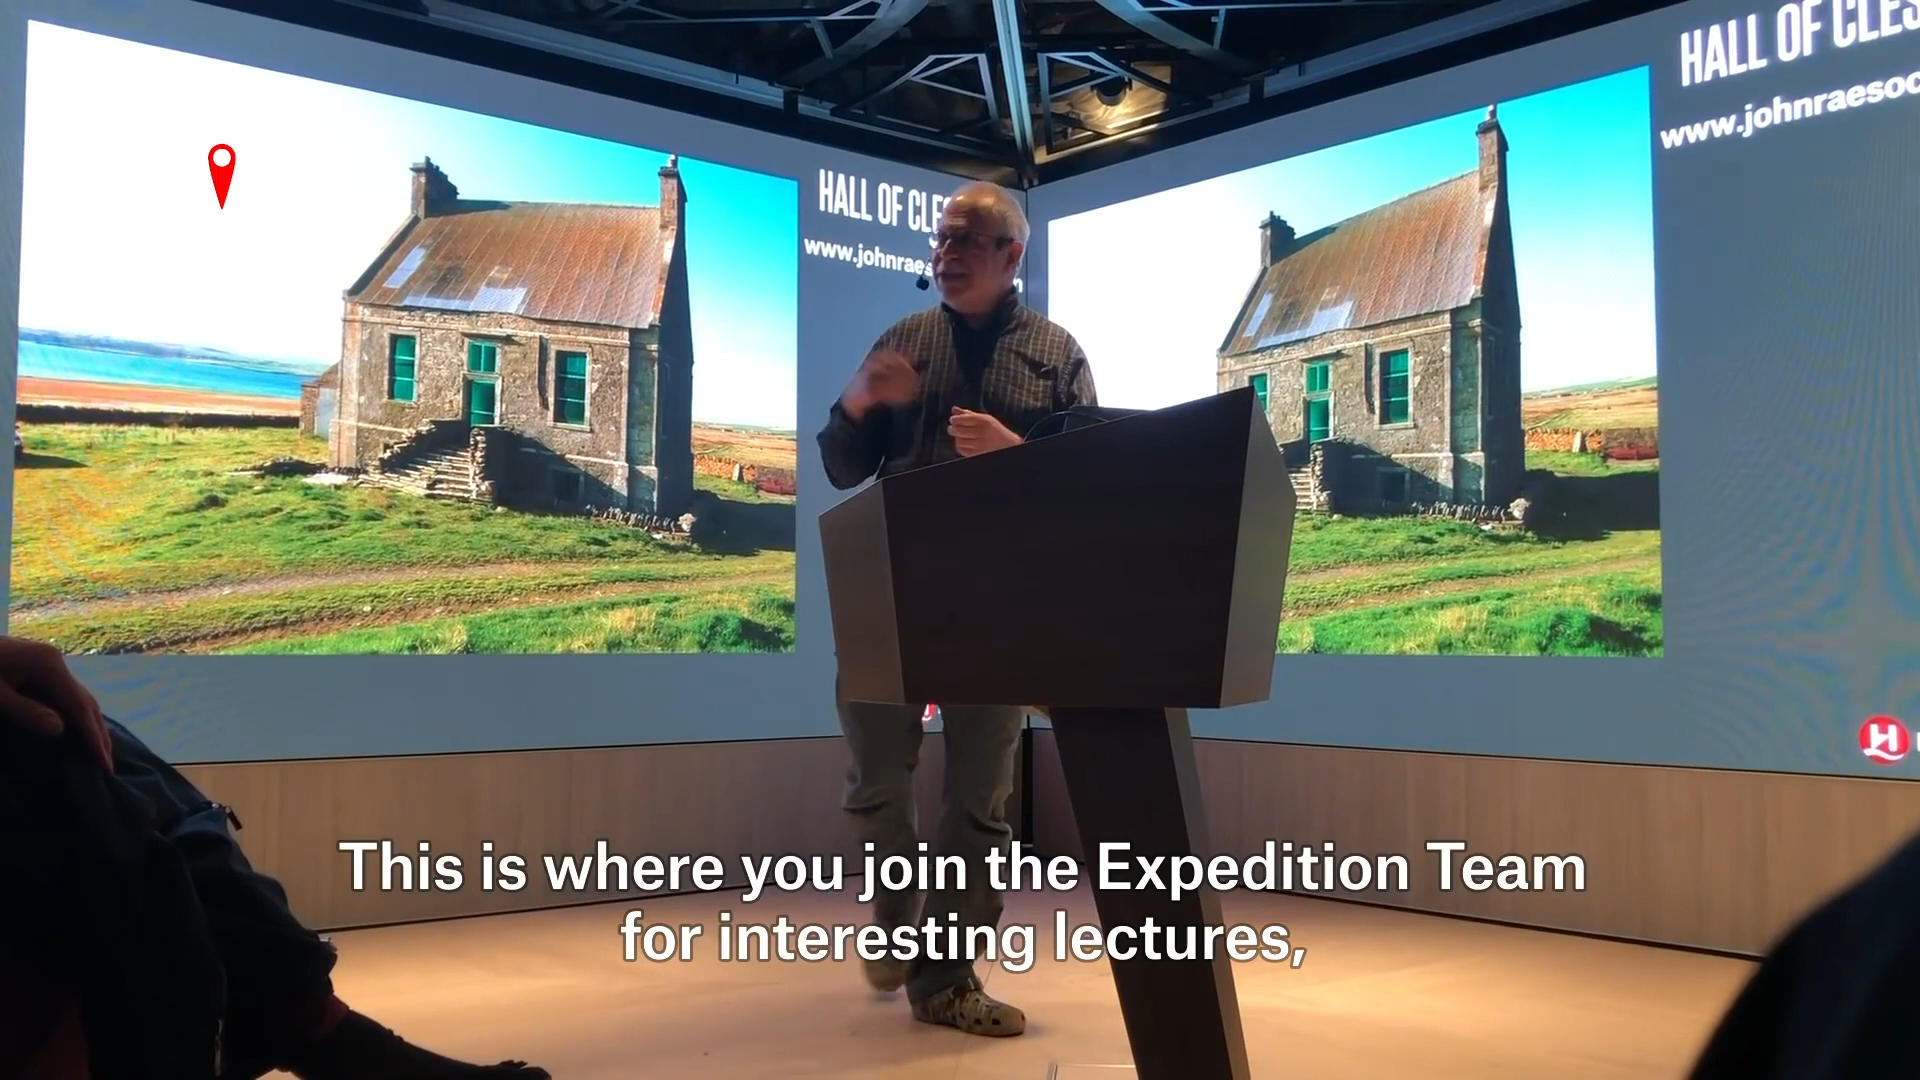 HALL OF CLES
www.johnraesoc
HALL OF CLE
www.johnraes
H
This is where you join the Expedition Team
for interesting lectures,